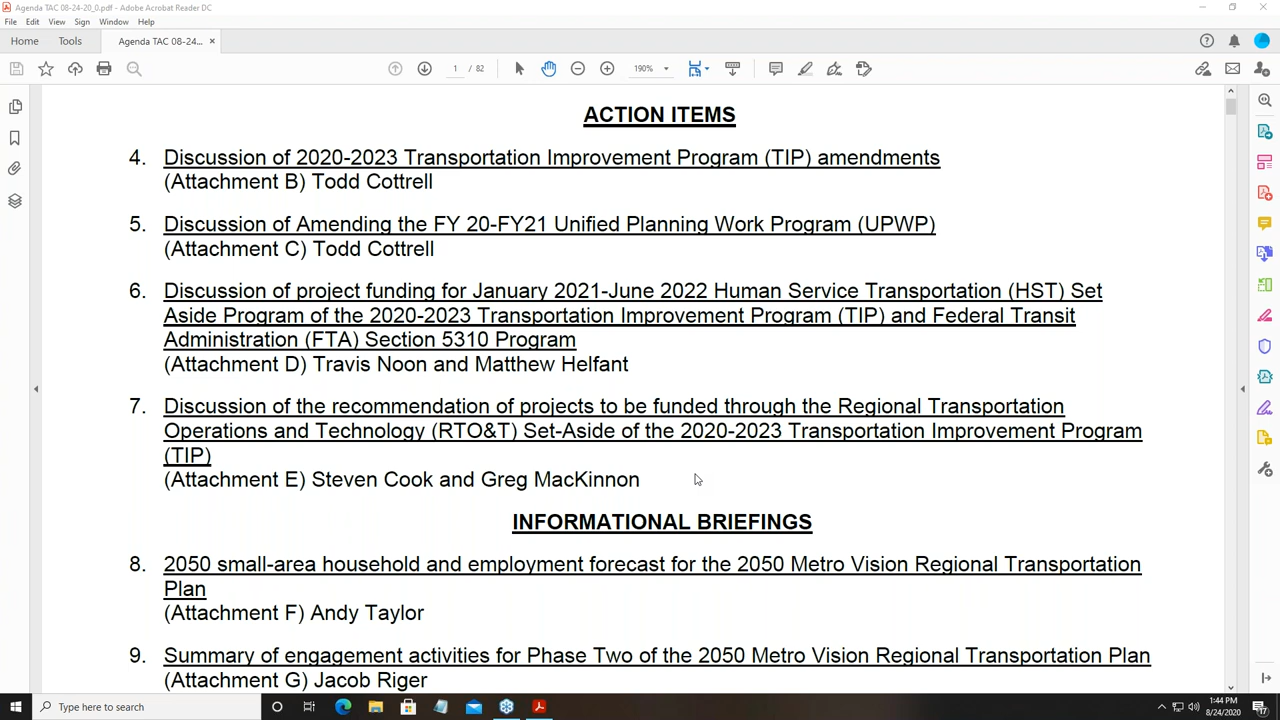 Agenda TAC 08-24-20_0.pdf - Adobe Acrobat Reader DC
File Edit View Sign Window Help
Home Tools Agenda TAC 08-24... ×
1 / 82 190%
ACTION ITEMS
4. Discussion of 2020-2023 Transportation Improvement Program (TIP) amendments
(Attachment B) Todd Cottrell
5. Discussion of Amending the FY 20-FY21 Unified Planning Work Program (UPWP)
(Attachment C) Todd Cottrell
6. Discussion of project funding for January 2021-June 2022 Human Service Transportation (HST) Set
Aside Program of the 2020-2023 Transportation Improvement Program (TIP) and Federal Transit
Administration (FTA) Section 5310 Program
(Attachment D) Travis Noon and Matthew Helfant
7. Discussion of the recommendation of projects to be funded through the Regional Transportation
Operations and Technology (RTO&T) Set-Aside of the 2020-2023 Transportation Improvement Program
(TIP)
(Attachment E) Steven Cook and Greg MacKinnon
INFORMATIONAL BRIEFINGS
8. 2050 small-area household and employment forecast for the 2050 Metro Vision Regional Transportation
Plan
(Attachment F) Andy Taylor
9. Summary of engagement activities for Phase Two of the 2050 Metro Vision Regional Transportation Plan
(Attachment G) Jacob Riger
Type here to search
1:44 PM
8/24/2020
17